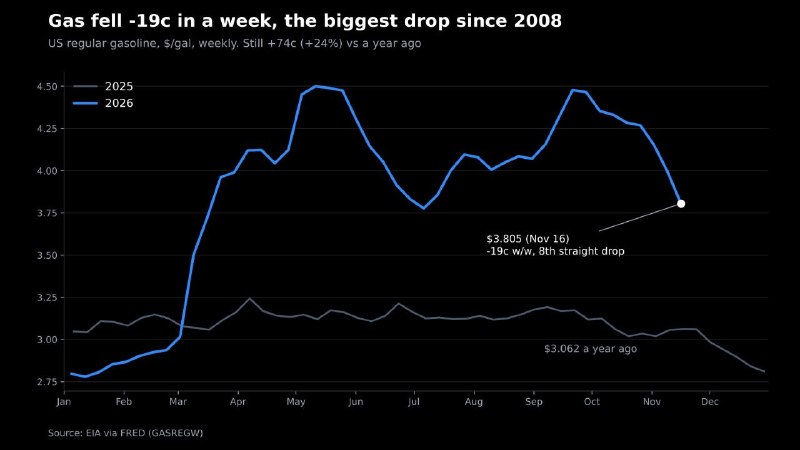 Gas fell -19c in a week, the biggest drop since 2008
US regular gasoline, $/gal, weekly. Still +74c (+24%) vs a year ago
4.50
2025
2026
4.25
4.00
3.75
$3.805 (Nov 16)
-19c w/w, 8th straight drop
3.50
3.25
3.00
$3.062 a year ago
2.75
Jan Feb Mar Apr May Jun Jul Aug Sep Oct Nov Dec
Source: EIA via FRED (GASREGW)